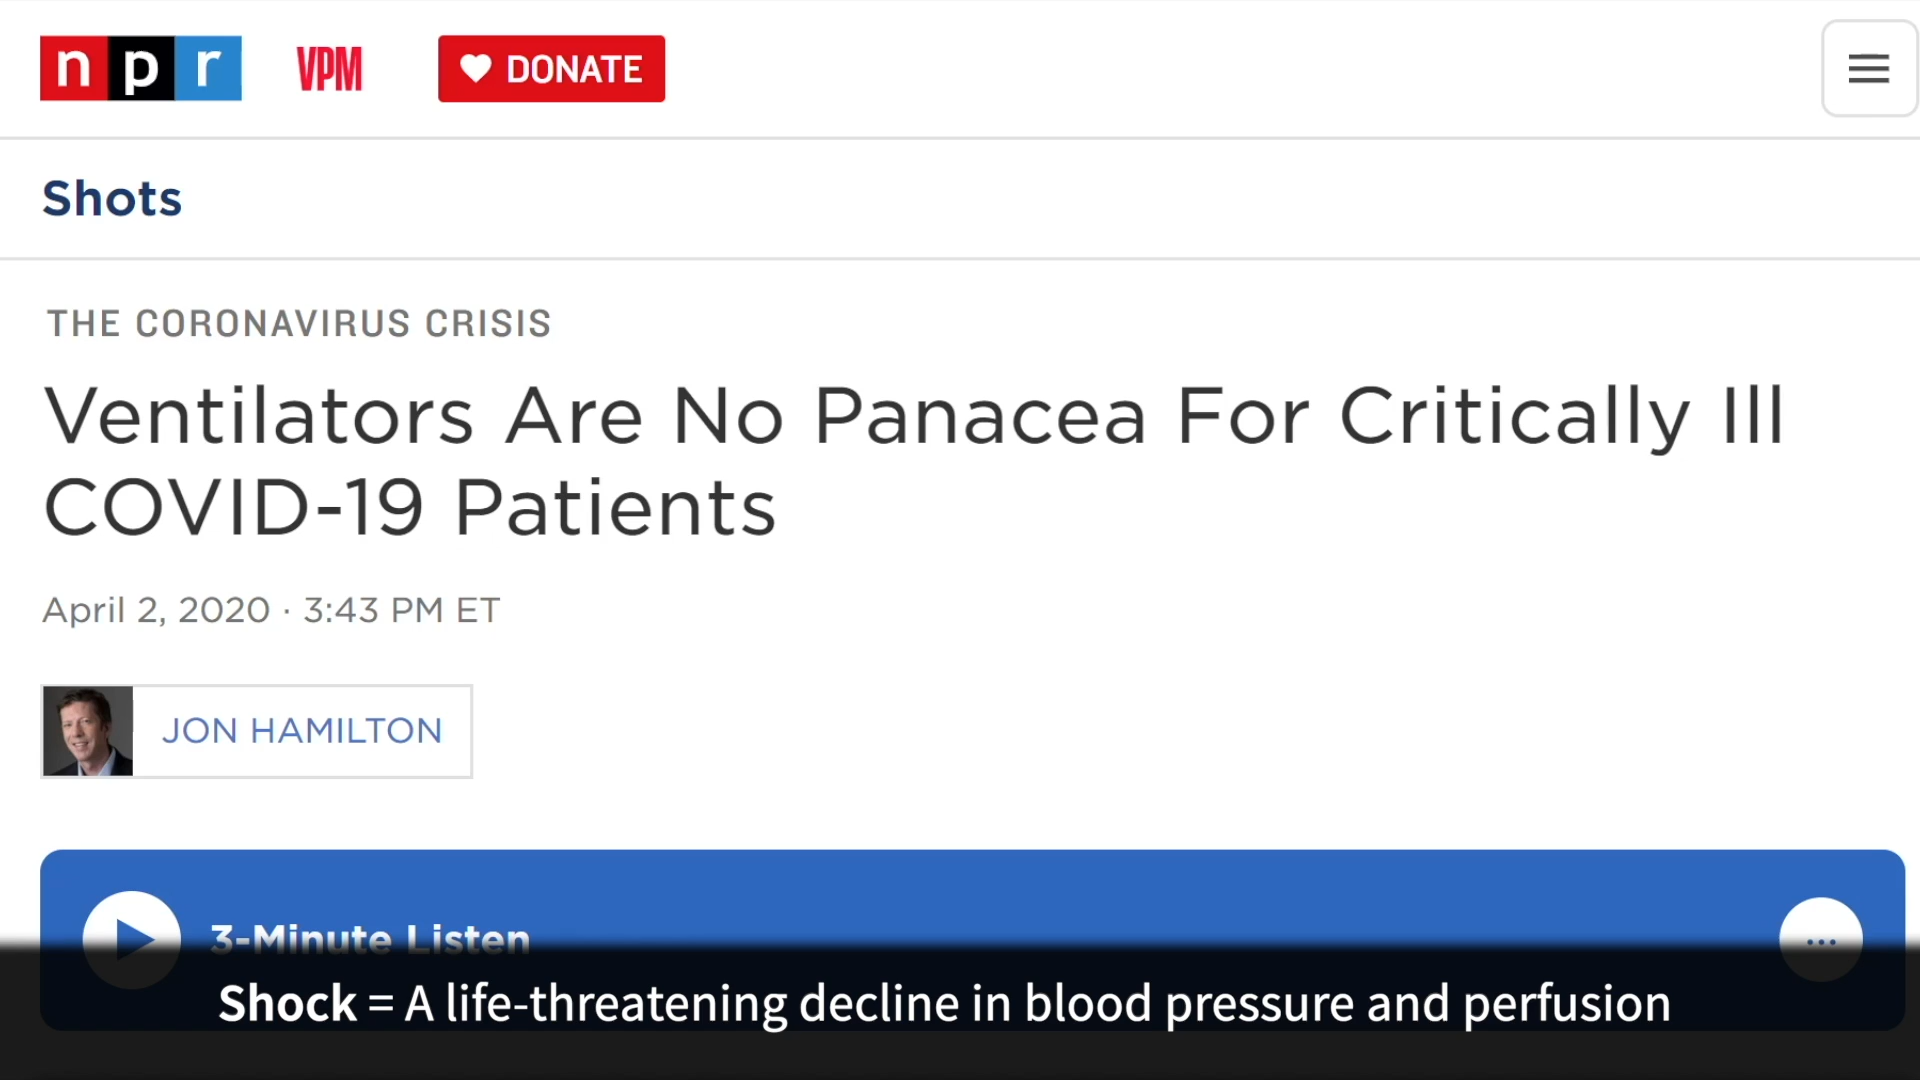 npr VPM DONATE
Shots
THE CORONAVIRUS CRISIS
Ventilators Are No Panacea For Critically Ill
COVID-19 Patients
April 2, 2020 · 3:43 PM ET
JON HAMILTON
3-Minute Listen
Shock = A life-threatening decline in blood pressure and perfusion